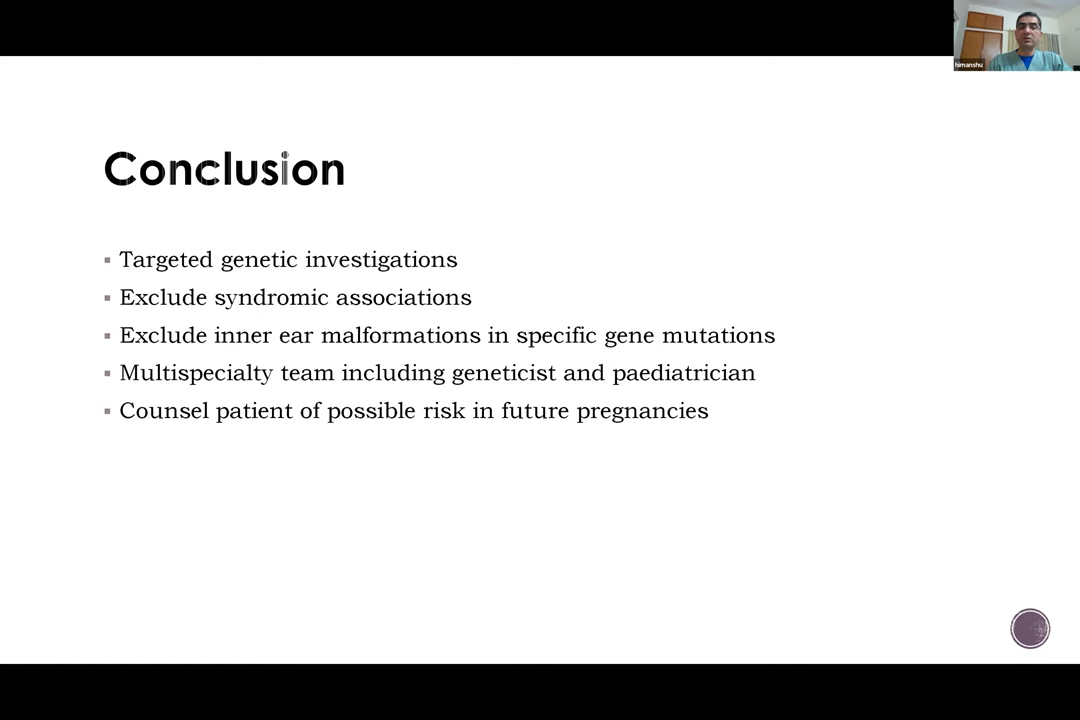 himanshu
Conclusion
Targeted genetic investigations
Exclude syndromic associations
Exclude inner ear malformations in specific gene mutations
Multispecialty team including geneticist and paediatrician
Counsel patient of possible risk in future pregnancies